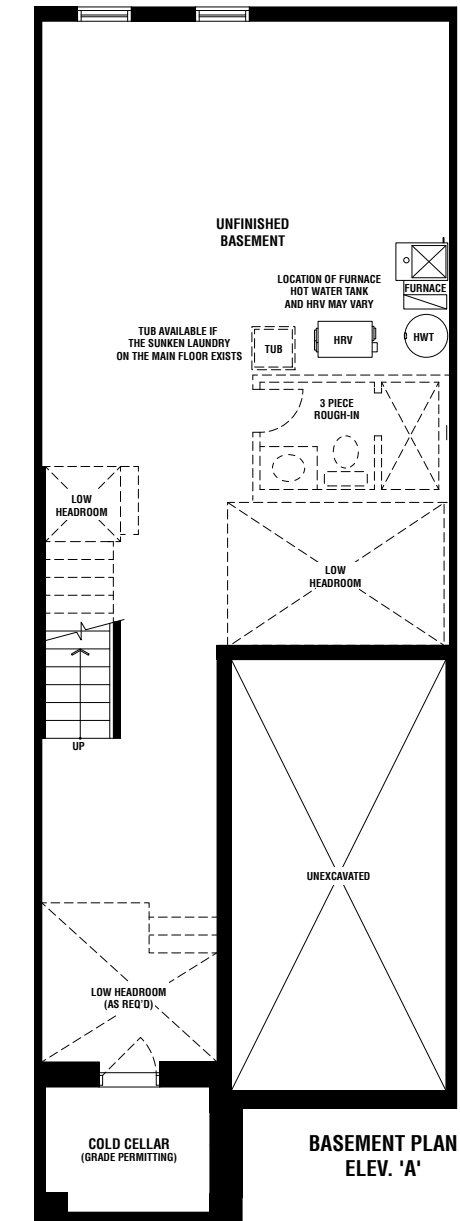 UNFINISHED
BASEMENT
LOCATION OF FURNACE
HOT WATER TANK
AND HRV MAY VARY
FURNACE
TUB AVAILABLE IF
THE SUNKEN LAUNDRY
ON THE MAIN FLOOR EXISTS
TUB
HRV
HWT
3 PIECE
ROUGH-IN
LOW
HEADROOM
LOW
HEADROOM
UP
UNEXCAVATED
LOW HEADROOM
(AS REQ'D)
COLD CELLAR
(GRADE PERMITTING)
BASEMENT PLAN
ELEV. 'A'